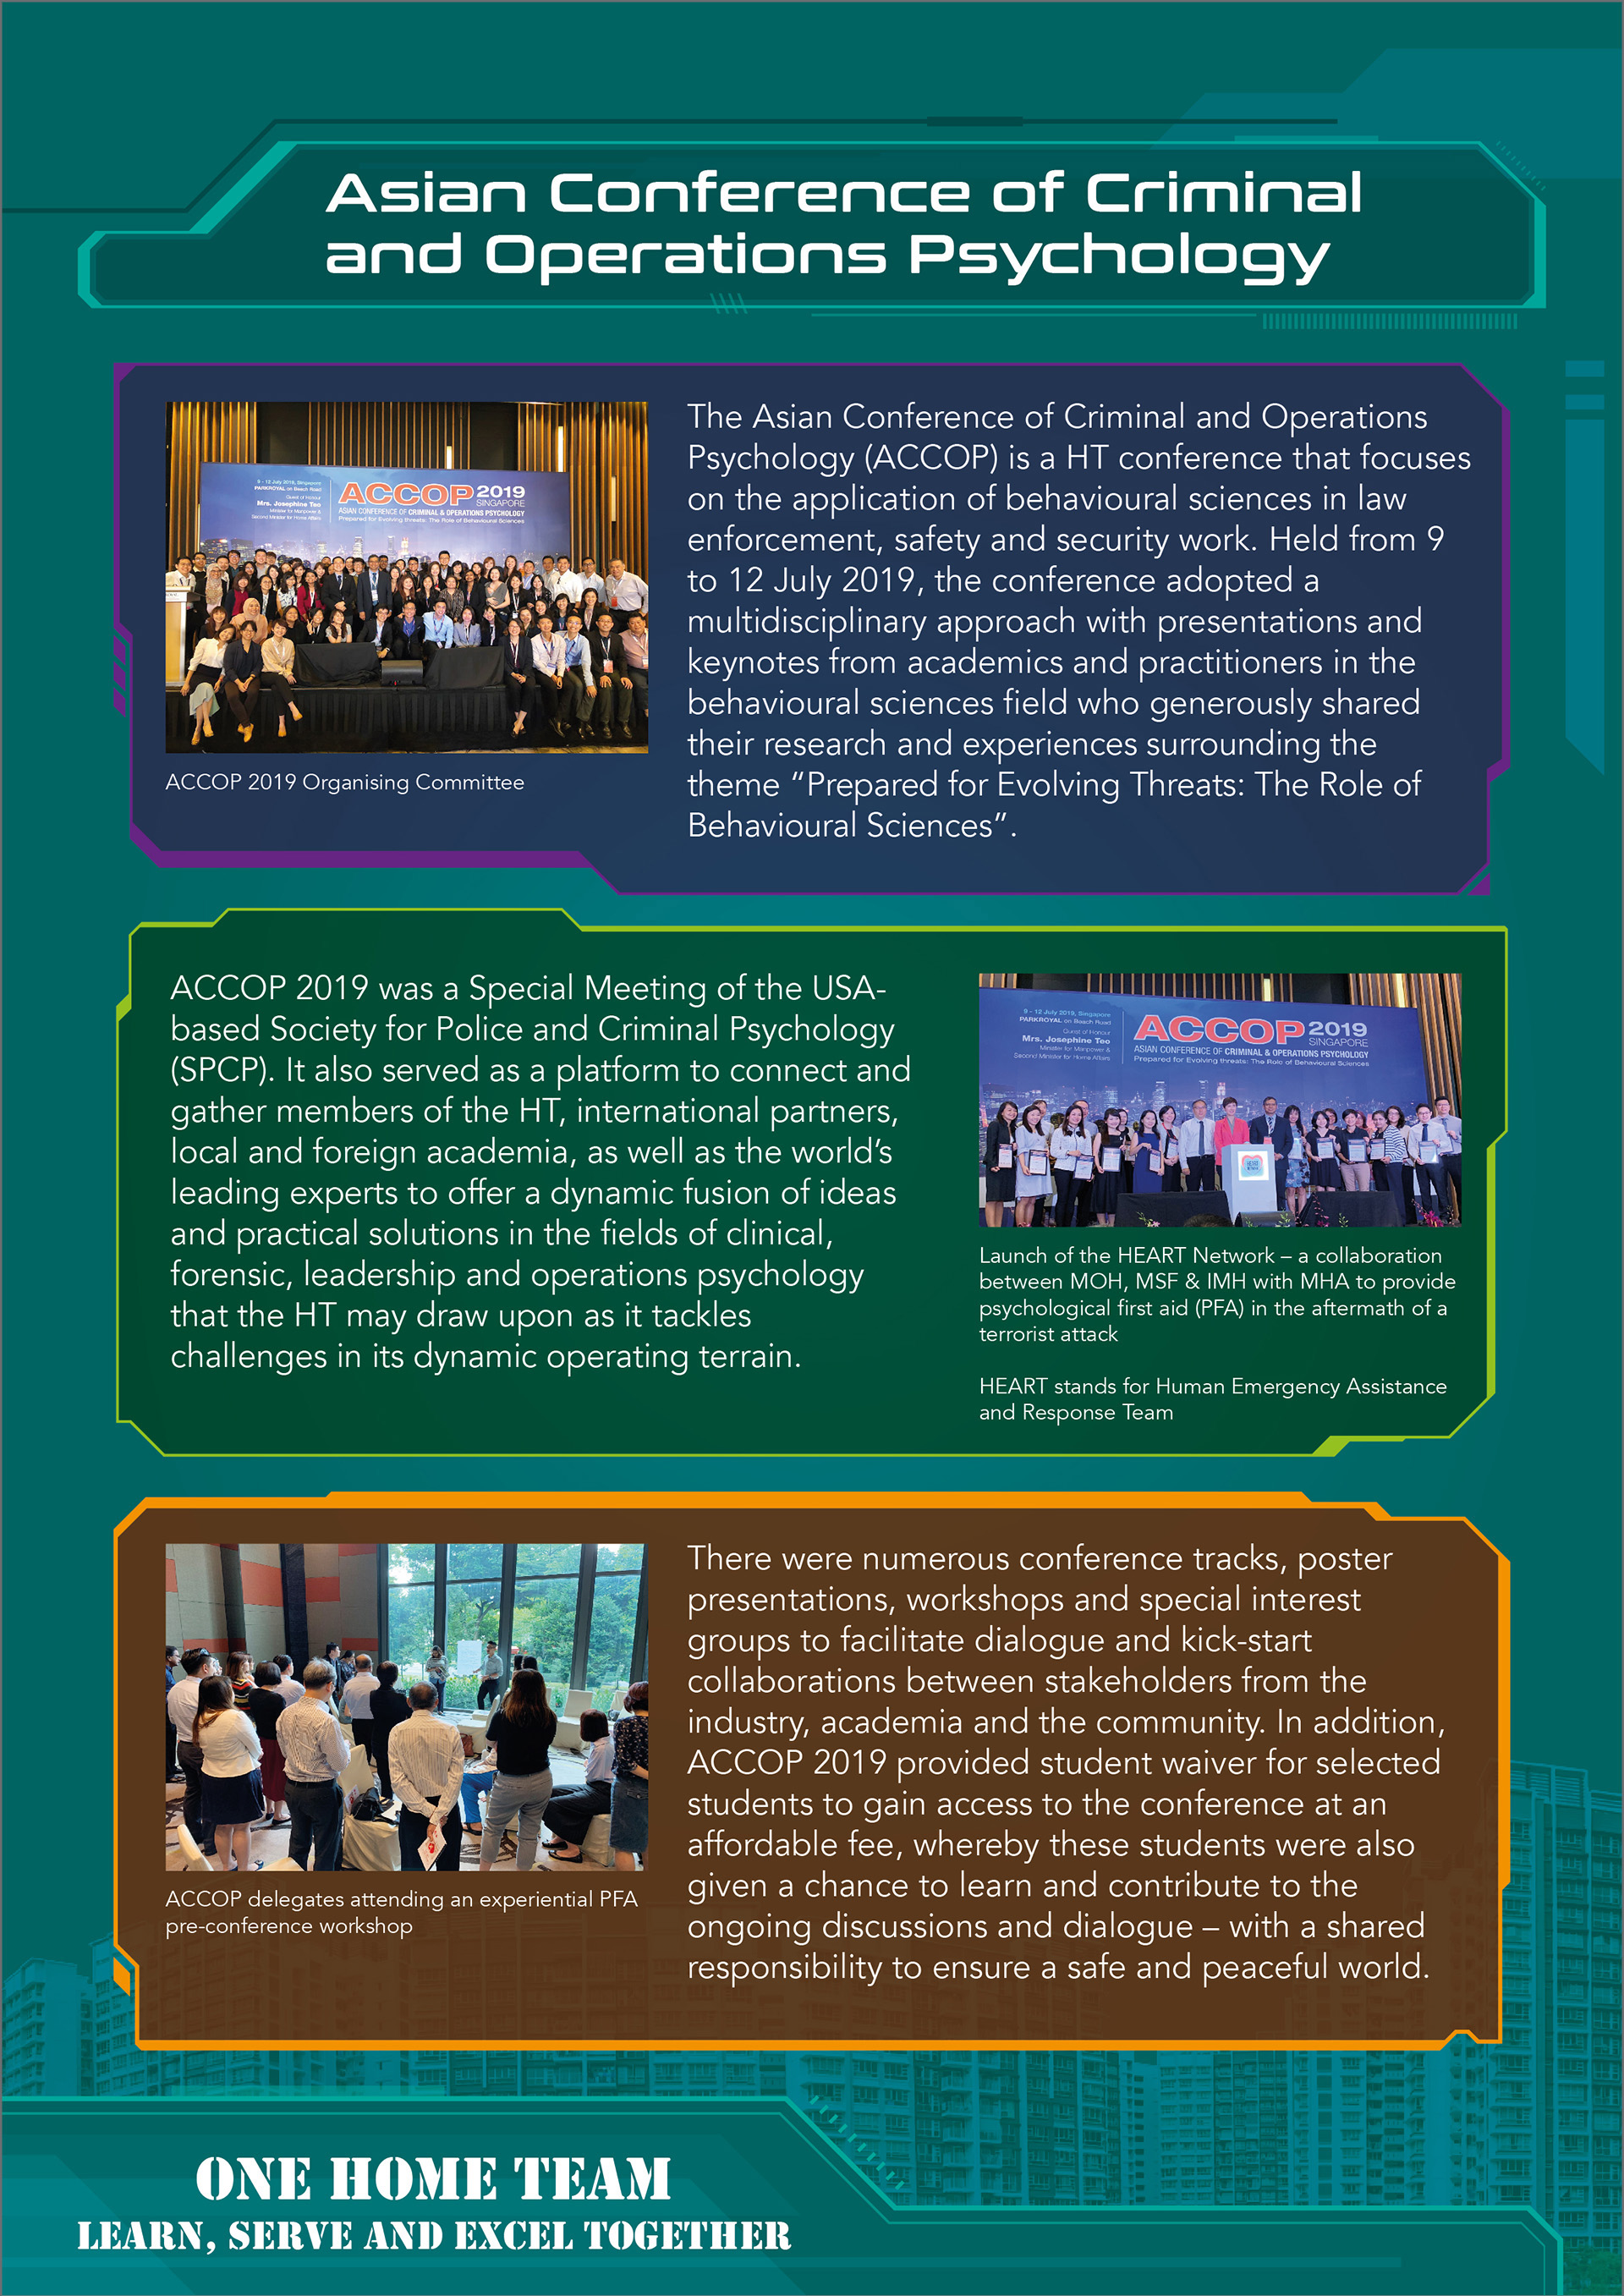 Asian Conference of Criminal
and Operations Psychology
9 - 12 July 2019, Singapore
PARKROYAL on Beach Road
Guest of Honour
Mrs. Josephine Teo
Minister for Manpower &
Second Minister for Home Affairs
ACCOP 2019
SINGAPORE
ASIAN CONFERENCE OF CRIMINAL & OPERATIONS PSYCHOLOGY
Prepared for Evolving threats: The Role of Behavioural Sciences
ACCOP 2019 Organising Committee
The Asian Conference of Criminal and Operations
Psychology (ACCOP) is a HT conference that focuses
on the application of behavioural sciences in law
enforcement, safety and security work. Held from 9
to 12 July 2019, the conference adopted a
multidisciplinary approach with presentations and
keynotes from academics and practitioners in the
behavioural sciences field who generously shared
their research and experiences surrounding the
theme “Prepared for Evolving Threats: The Role of
Behavioural Sciences”.
ACCOP 2019 was a Special Meeting of the USA-
based Society for Police and Criminal Psychology
(SPCP). It also served as a platform to connect and
gather members of the HT, international partners,
local and foreign academia, as well as the world’s
leading experts to offer a dynamic fusion of ideas
and practical solutions in the fields of clinical,
forensic, leadership and operations psychology
that the HT may draw upon as it tackles
challenges in its dynamic operating terrain.
9 - 12 July 2019, Singapore
PARKROYAL on Beach Road
Guest of Honour
Mrs. Josephine Teo
Minister for Manpower &
Second Minister for Home Affairs
ACCOP 2019
SINGAPORE
ASIAN CONFERENCE OF CRIMINAL & OPERATIONS PSYCHOLOGY
Prepared for Evolving threats: The Role of Behavioural Sciences
HEART
Launch of the HEART Network – a collaboration
between MOH, MSF & IMH with MHA to provide
psychological first aid (PFA) in the aftermath of a
terrorist attack
HEART stands for Human Emergency Assistance
and Response Team
ACCOP delegates attending an experiential PFA
pre-conference workshop
There were numerous conference tracks, poster
presentations, workshops and special interest
groups to facilitate dialogue and kick-start
collaborations between stakeholders from the
industry, academia and the community. In addition,
ACCOP 2019 provided student waiver for selected
students to gain access to the conference at an
affordable fee, whereby these students were also
given a chance to learn and contribute to the
ongoing discussions and dialogue – with a shared
responsibility to ensure a safe and peaceful world.
ONE HOME TEAM
LEARN, SERVE AND EXCEL TOGETHER